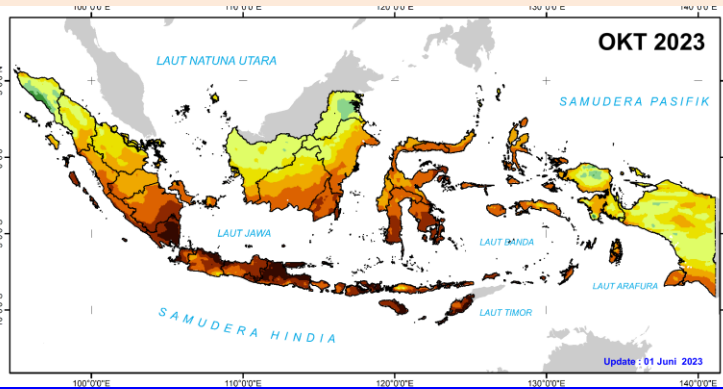 100°0'0"E 110°0'0"E 120°0'0"E 130°0'0"E 140°0'0"E
OKT 2023
LAUT NATUNA UTARA
SAMUDERA PASIFIK
LAUT JAWA
LAUT BANDA
LAUT ARAFURA
SAMUDERA HINDIA
LAUT TIMOR
Update : 01 Juni 2023
100°0'0"E 110°0'0"E 120°0'0"E 130°0'0"E 140°0'0"E